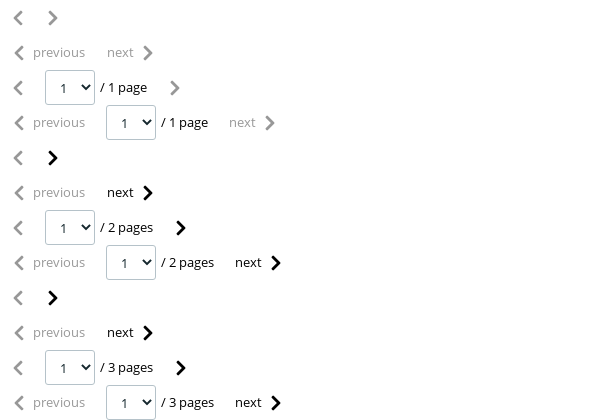 previous next
1 / 1 page
previous 1 / 1 page next
previous next
1 / 2 pages
previous 1 / 2 pages next
previous next
1 / 3 pages
previous 1 / 3 pages next